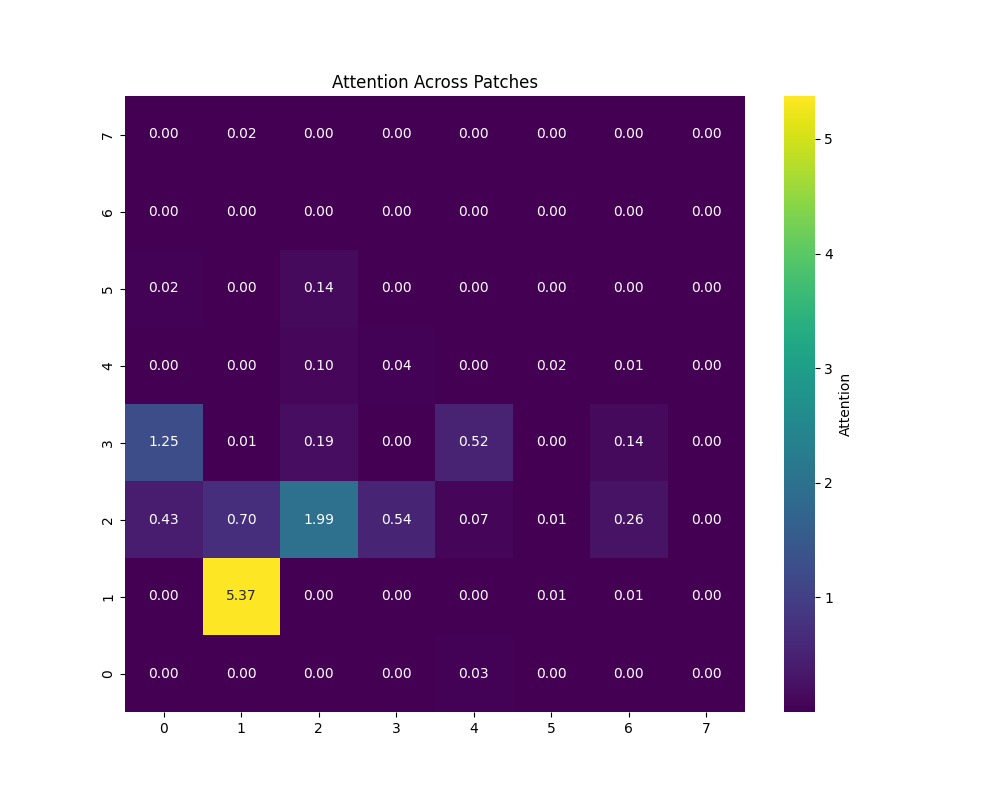 Attention Across Patches
7 0.00 0.02 0.00 0.00 0.00 0.00 0.00 0.00
6 0.00 0.00 0.00 0.00 0.00 0.00 0.00 0.00
5 0.02 0.00 0.14 0.00 0.00 0.00 0.00 0.00
4 0.00 0.00 0.10 0.04 0.00 0.02 0.01 0.00
3 1.25 0.01 0.19 0.00 0.52 0.00 0.14 0.00
2 0.43 0.70 1.99 0.54 0.07 0.01 0.26 0.00
1 0.00 5.37 0.00 0.00 0.00 0.01 0.01 0.00
0 0.00 0.00 0.00 0.00 0.03 0.00 0.00 0.00
0 1 2 3 4 5 6 7
5
4
3
2
1
Attention